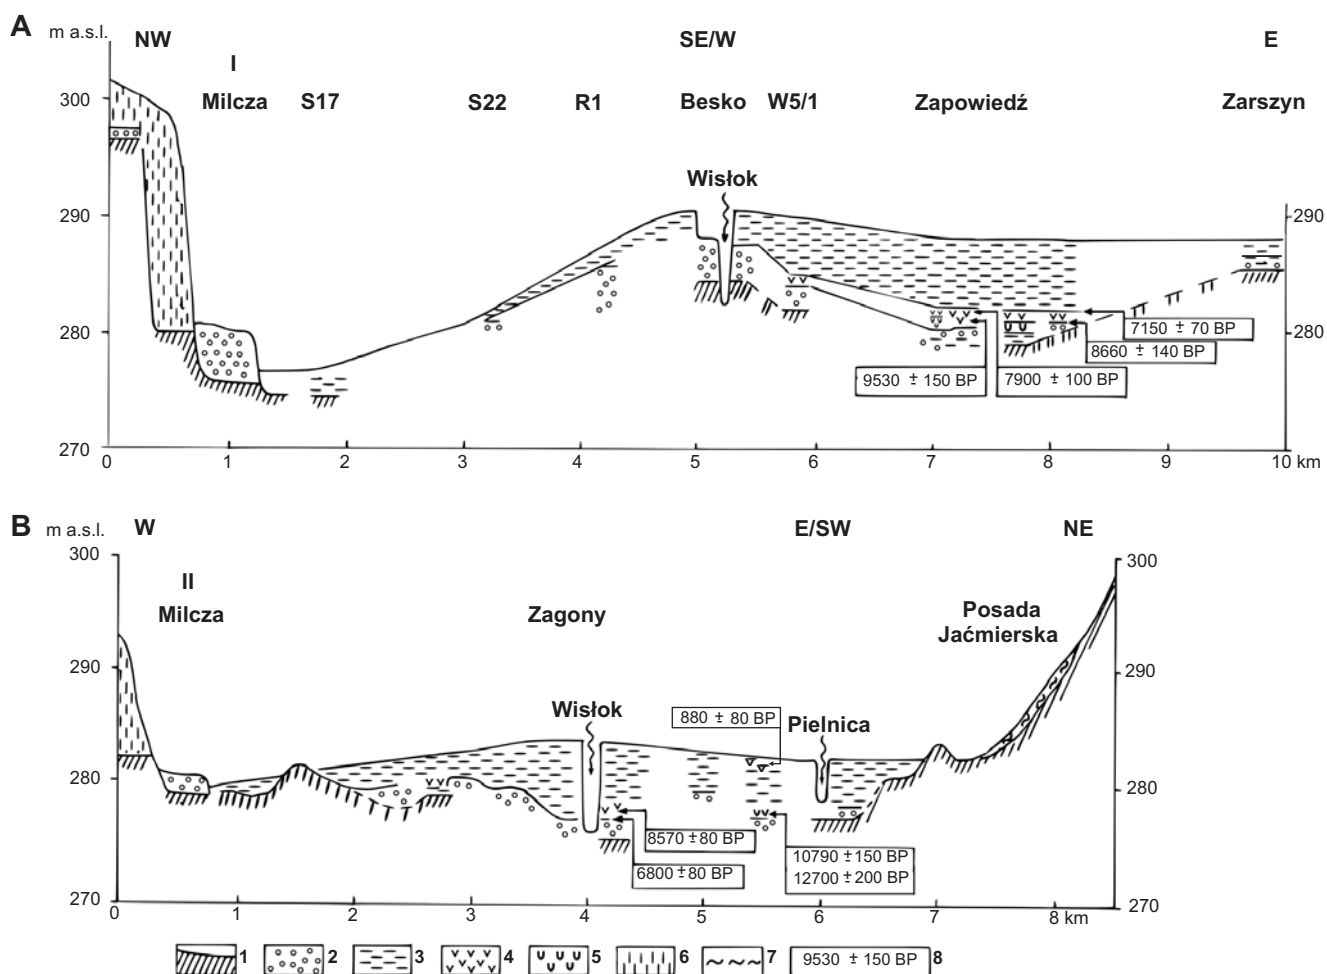 A m a.s.l. NW SE/W E
I
Milcza S17 S22 R1 Besko W5/1 Zapowiedź Zarszyn
300
Wisłok
290 290
280 280
7150 ± 70 BP
8660 ± 140 BP
9530 ± 150 BP 7900 ± 100 BP
270
0 1 2 3 4 5 6 7 8 9 10 km
B m a.s.l. W E/SW NE
300 300
II
Milcza Zagony Posada
Jaćmierska
290 290
Wisłok 880 ± 80 BP Pielnica
280 280
8570 ± 80 BP
6800 ± 80 BP
10790 ± 150 BP
12700 ± 200 BP
270 270
0 1 2 3 4 5 6 7 8 km
1 2 3 4 5 6 7 9530 ± 150 BP 8